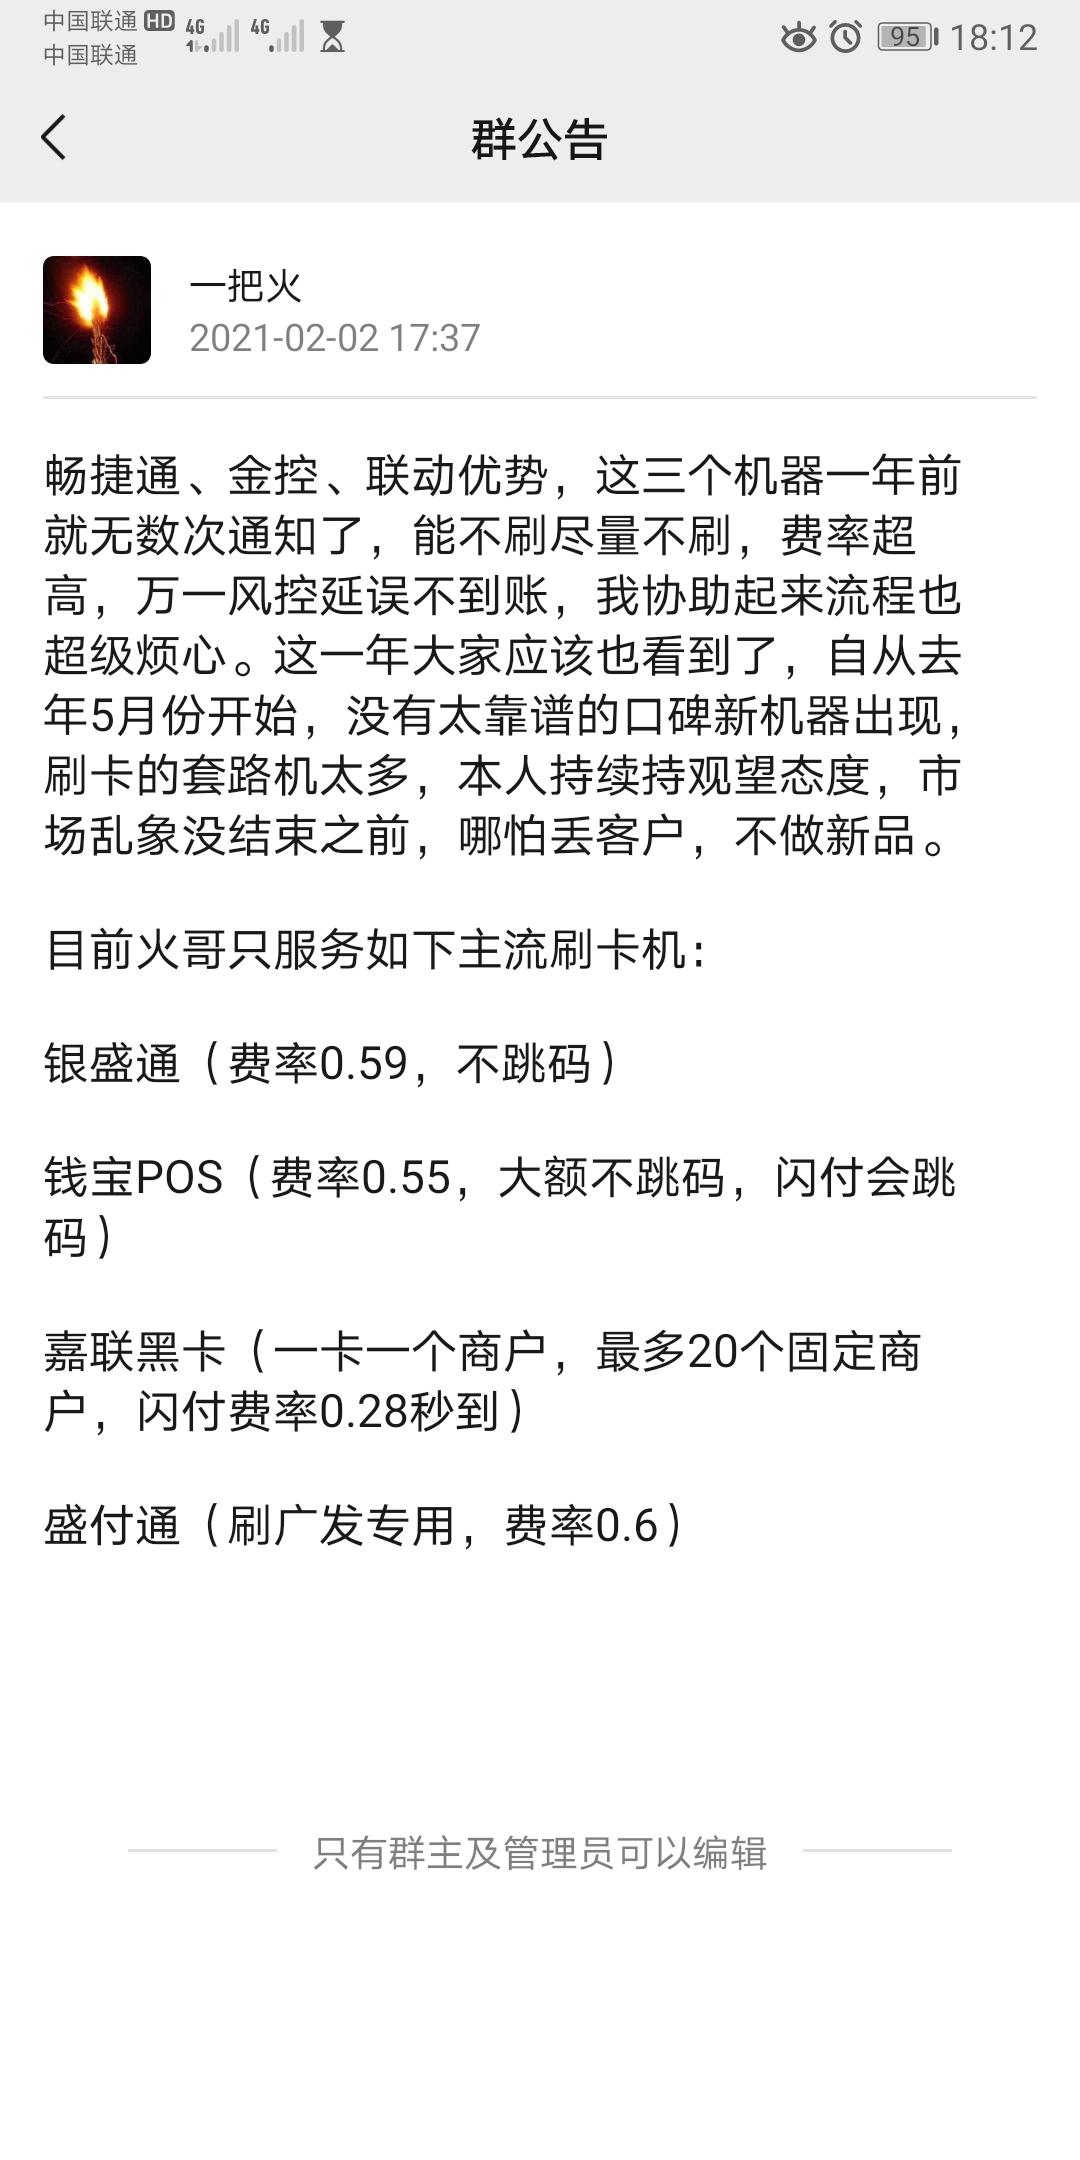 中国联通 HD 4G 4G 95 18:12
中国联通
群公告
一把火
2021-02-02 17:37
畅捷通、金控、联动优势，这三个机器一年前
就无数次通知了，能不刷尽量不刷，费率超
高，万一风控延误不到账，我协助起来流程也
超级烦心。这一年大家应该也看到了，自从去
年5月份开始，没有太靠谱的口碑新机器出现，
刷卡的套路机太多，本人持续持观望态度，市
场乱象没结束之前，哪怕丢客户，不做新品。
目前火哥只服务如下主流刷卡机：
银盛通（费率0.59，不跳码）
钱宝POS（费率0.55，大额不跳码，闪付会跳
码）
嘉联黑卡（一卡一个商户，最多20个固定商
户，闪付费率0.28秒到）
盛付通（刷广发专用，费率0.6）
只有群主及管理员可以编辑